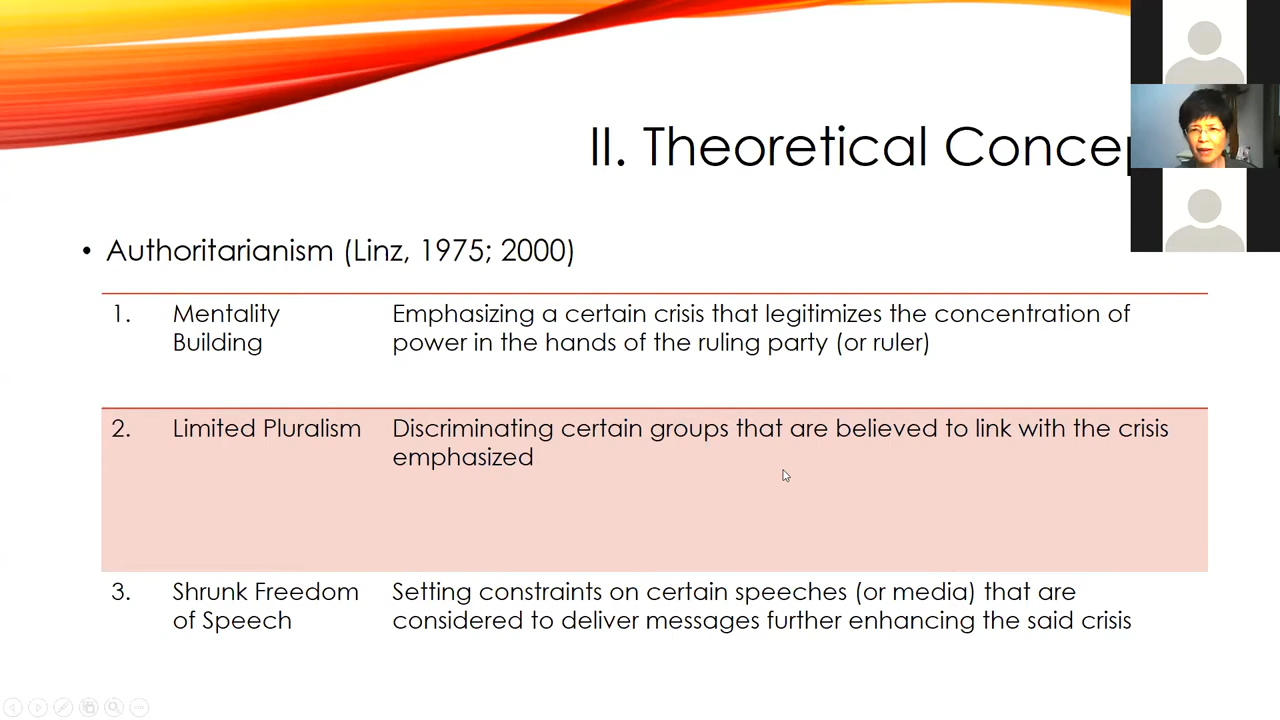 II. Theoretical Concep
• Authoritarianism (Linz, 1975; 2000)
1. Mentality Building Emphasizing a certain crisis that legitimizes the concentration of
power in the hands of the ruling party (or ruler)
2. Limited Pluralism Discriminating certain groups that are believed to link with the crisis
emphasized
3. Shrunk Freedom of Speech Setting constraints on certain speeches (or media) that are
considered to deliver messages further enhancing the said crisis